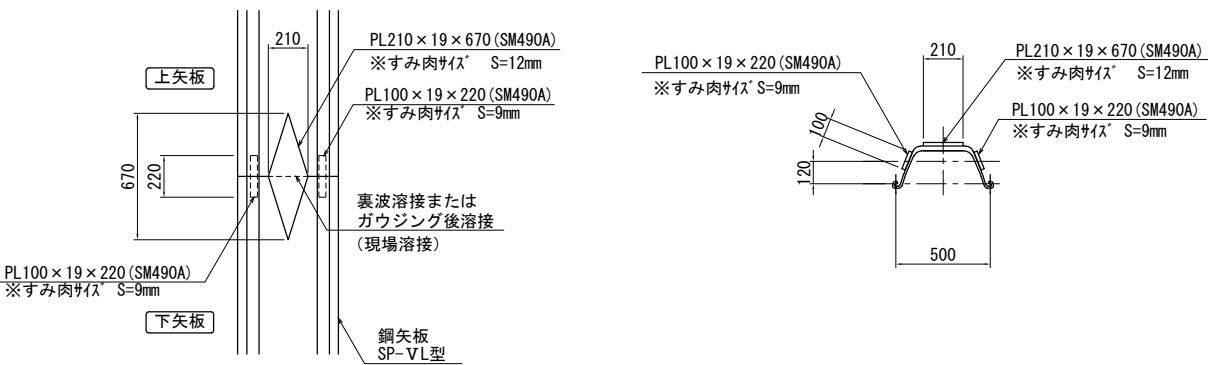 210
PL210×19×670(SM490A)
※すみ肉サイズ S=12mm
上矢板
PL100×19×220(SM490A)
※すみ肉サイズ S=9mm
670
220
裏波溶接または
ガウジング後溶接
(現場溶接)
PL100×19×220(SM490A)
※すみ肉サイズ S=9mm
下矢板
鋼矢板
SP-ⅤL型
PL100×19×220(SM490A)
※すみ肉サイズ S=9mm
210
PL210×19×670(SM490A)
※すみ肉サイズ S=12mm
PL100×19×220(SM490A)
※すみ肉サイズ S=9mm
100
120
500